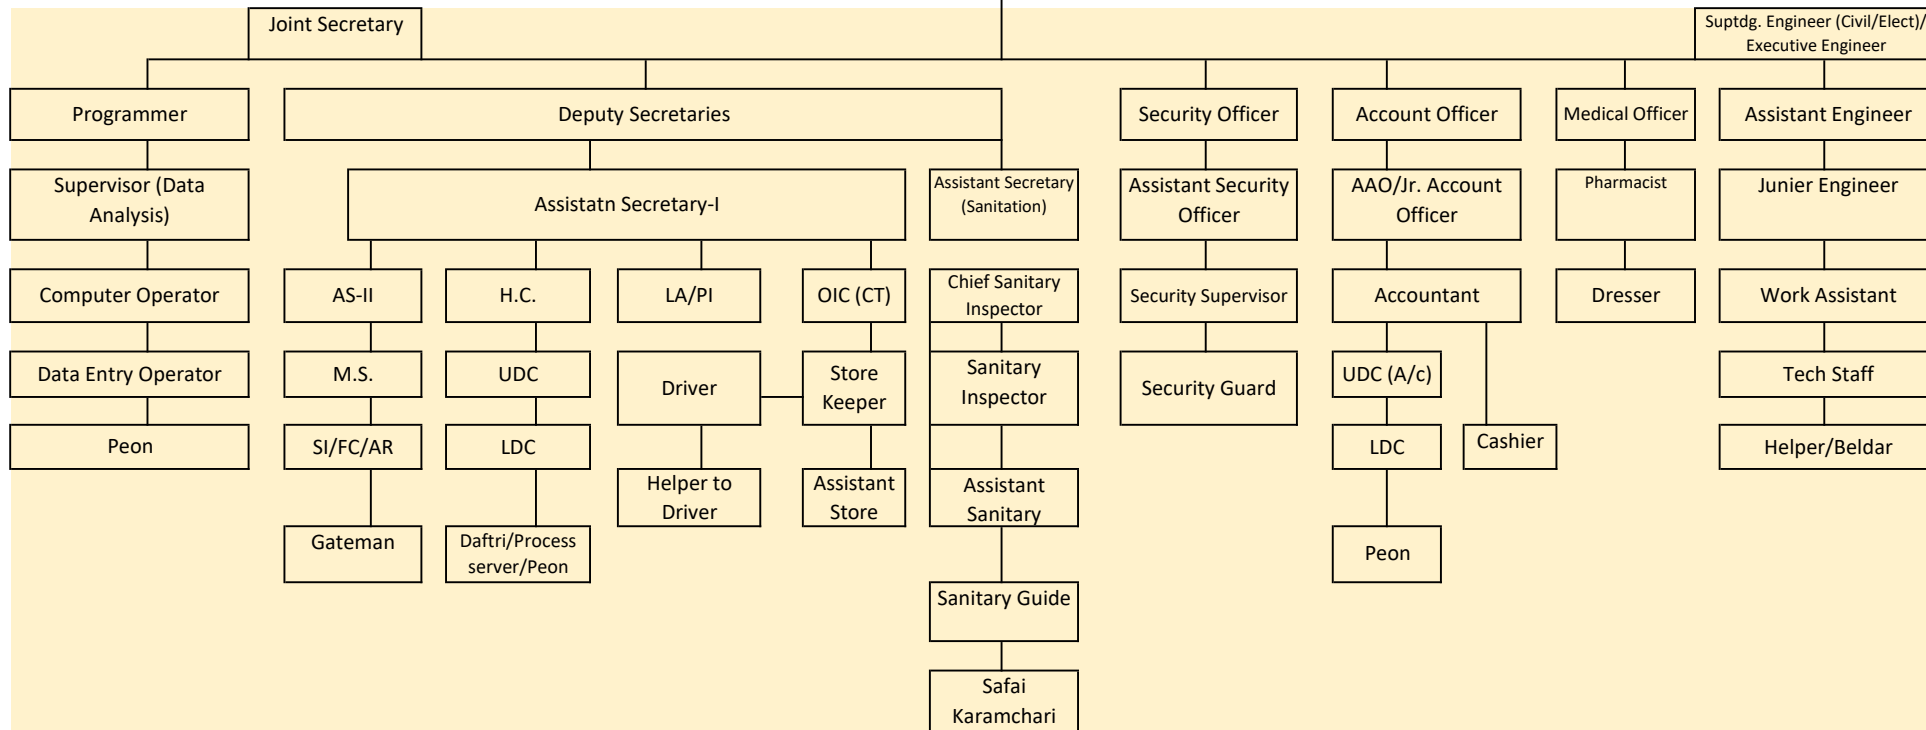 Joint Secretary
Suptdg. Engineer (Civil/Elect)/
Executive Engineer
Programmer
Deputy Secretaries
Security Officer
Account Officer
Medical Officer
Assistant Engineer
Supervisor (Data
Analysis)
Assistatn Secretary-I
Assistant Secretary
(Sanitation)
Assistant Security
Officer
AAO/Jr. Account
Officer
Pharmacist
Junier Engineer
Computer Operator
AS-II
H.C.
LA/PI
OIC (CT)
Chief Sanitary
Inspector
Security Supervisor
Accountant
Dresser
Work Assistant
Data Entry Operator
M.S.
UDC
Driver
Store
Keeper
Sanitary
Inspector
Security Guard
UDC (A/c)
Tech Staff
Peon
SI/FC/AR
LDC
Helper to
Driver
Assistant
Store
Assistant
Sanitary
LDC
Cashier
Helper/Beldar
Gateman
Daftri/Process
server/Peon
Peon
Sanitary Guide
Safai
Karamchari